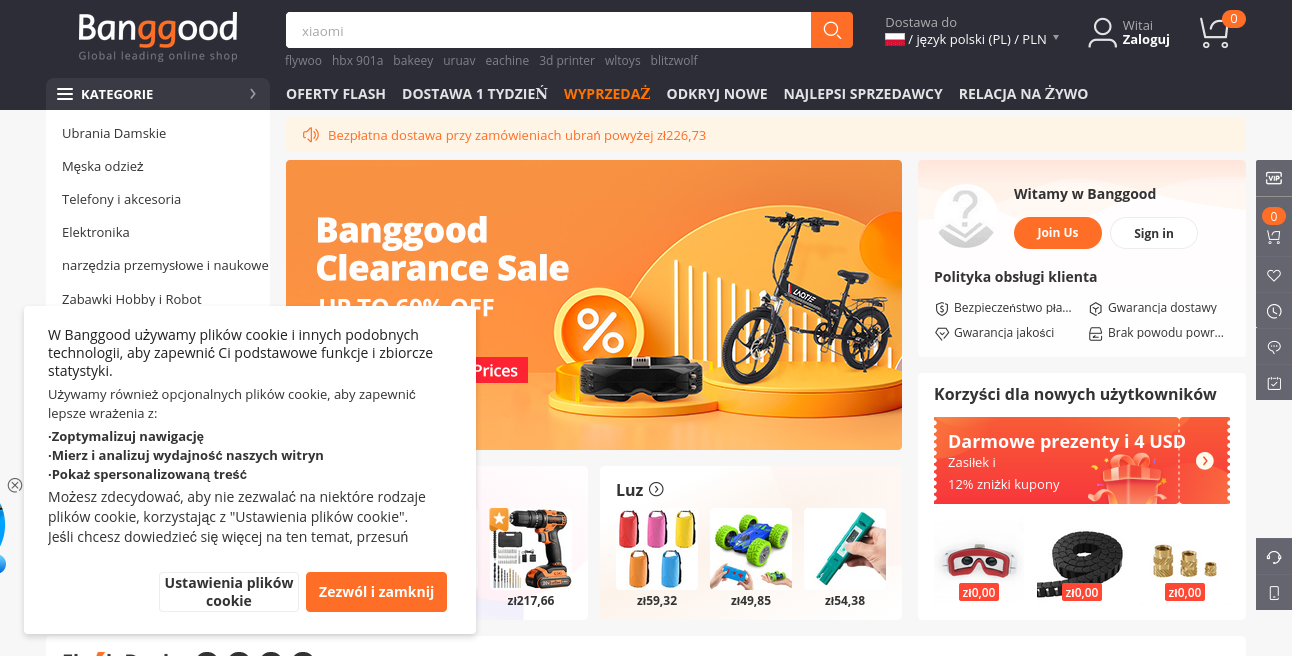 Banggood
Global leading online shop
xiaomi
flywoo hbx 901a bakeey uruav eachine 3d printer wltoys blitzwolf
Dostawa do
/ język polski (PL) / PLN
Witaj
Zaloguj
0
KATEGORIE
OFERTY FLASH DOSTAWA 1 TYDZIEŃ WYPRZEDAŻ ODKRYJ NOWE NAJLEPSI SPRZEDAWCY RELACJA NA ŻYWO
Ubrania Damskie
Męska odzież
Telefony i akcesoria
Elektronika
narzędzia przemysłowe i naukowe
Zabawki Hobby i Robot
Bezpłatna dostawa przy zamówieniach ubrań powyżej zł226,73
Banggood
Clearance Sale
UP TO 60% OFF
Prices
%
LAOTIE
Witamy w Banggood
Join Us
Sign in
Polityka obsługi klienta
Bezpieczeństwo pła...
Gwarancja dostawy
Gwarancja jakości
Brak powodu powr...
VIP
0
Korzyści dla nowych użytkowników
Darmowe prezenty i 4 USD
Zasiłek i
12% zniżki kupony
zł0,00
zł0,00
zł0,00
W Banggood używamy plików cookie i innych podobnych
technologii, aby zapewnić Ci podstawowe funkcje i zbiorcze
statystyki.
Używamy również opcjonalnych plików cookie, aby zapewnić
lepsze wrażenia z:
·Zoptymalizuj nawigację
·Mierz i analizuj wydajność naszych witryn
·Pokaż spersonalizowaną treść
Możesz zdecydować, aby nie zezwalać na niektóre rodzaje
plików cookie, korzystając z "Ustawienia plików cookie".
Jeśli chcesz dowiedzieć się więcej na ten temat, przesuń
Ustawienia plików
cookie
Zezwól i zamknij
zł217,66
Luz
zł59,32
zł49,85
zł54,38